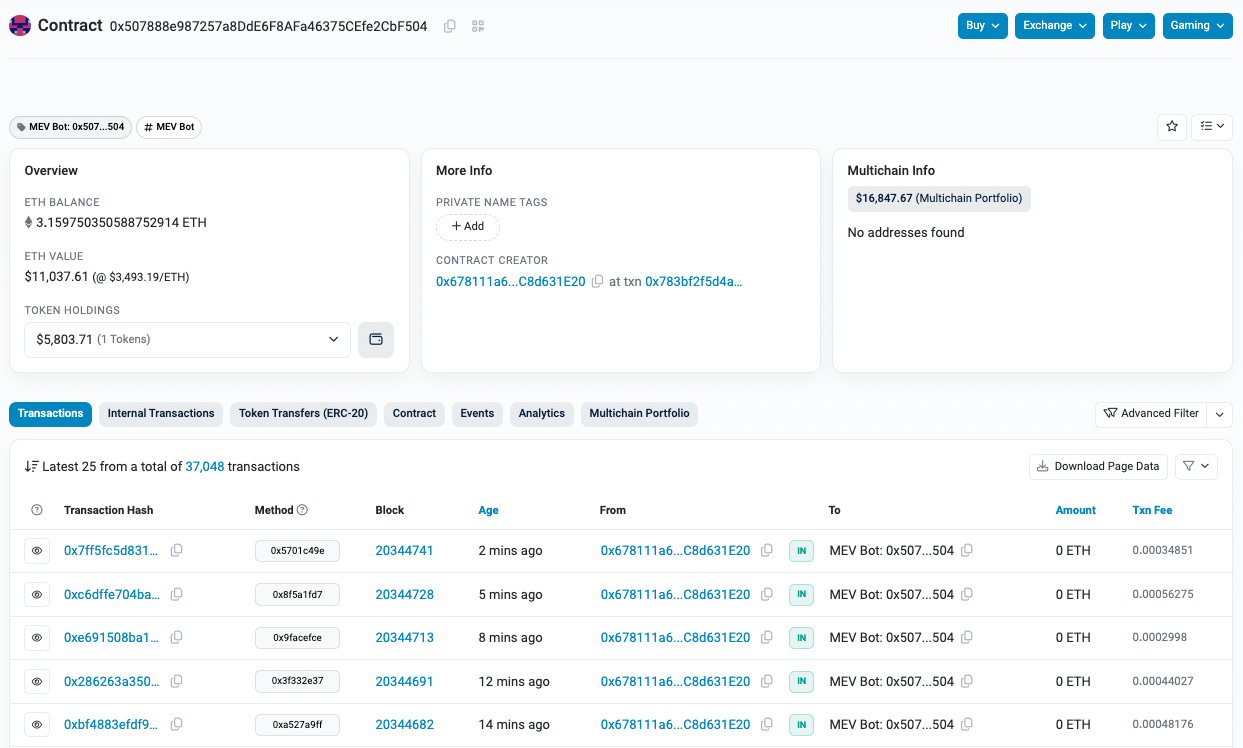 Contract 0x507888e987257a8DdE6F8AFa46375CEfe2CbF504 Buy Exchange Play Gaming
MEV Bot: 0x507...504 # MEV Bot
Overview
ETH BALANCE
3.159750350588752914 ETH
ETH VALUE
$11,037.61 (@ $3,493.19/ETH)
TOKEN HOLDINGS
$5,803.71 (1 Tokens)
More Info
PRIVATE NAME TAGS
+ Add
CONTRACT CREATOR
0x678111a6...C8d631E20 at txn 0x783bf2f5d4a...
Multichain Info
$16,847.67 (Multichain Portfolio)
No addresses found
Transactions Internal Transactions Token Transfers (ERC-20) Contract Events Analytics Multichain Portfolio Advanced Filter
Latest 25 from a total of 37,048 transactions Download Page Data
Transaction Hash Method Block Age From To Amount Txn Fee
0x7ff5fc5d831... 0x5701c49e 20344741 2 mins ago 0x678111a6...C8d631E20 IN MEV Bot: 0x507...504 0 ETH 0.00034851
0xc6dffe704ba... 0x8f5a1fd7 20344728 5 mins ago 0x678111a6...C8d631E20 IN MEV Bot: 0x507...504 0 ETH 0.00056275
0xe691508ba1... 0x9facefce 20344713 8 mins ago 0x678111a6...C8d631E20 IN MEV Bot: 0x507...504 0 ETH 0.0002998
0x286263a350... 0x3f332e37 20344691 12 mins ago 0x678111a6...C8d631E20 IN MEV Bot: 0x507...504 0 ETH 0.00044027
0xbf4883efdf9... 0xa527a9ff 20344682 14 mins ago 0x678111a6...C8d631E20 IN MEV Bot: 0x507...504 0 ETH 0.00048176